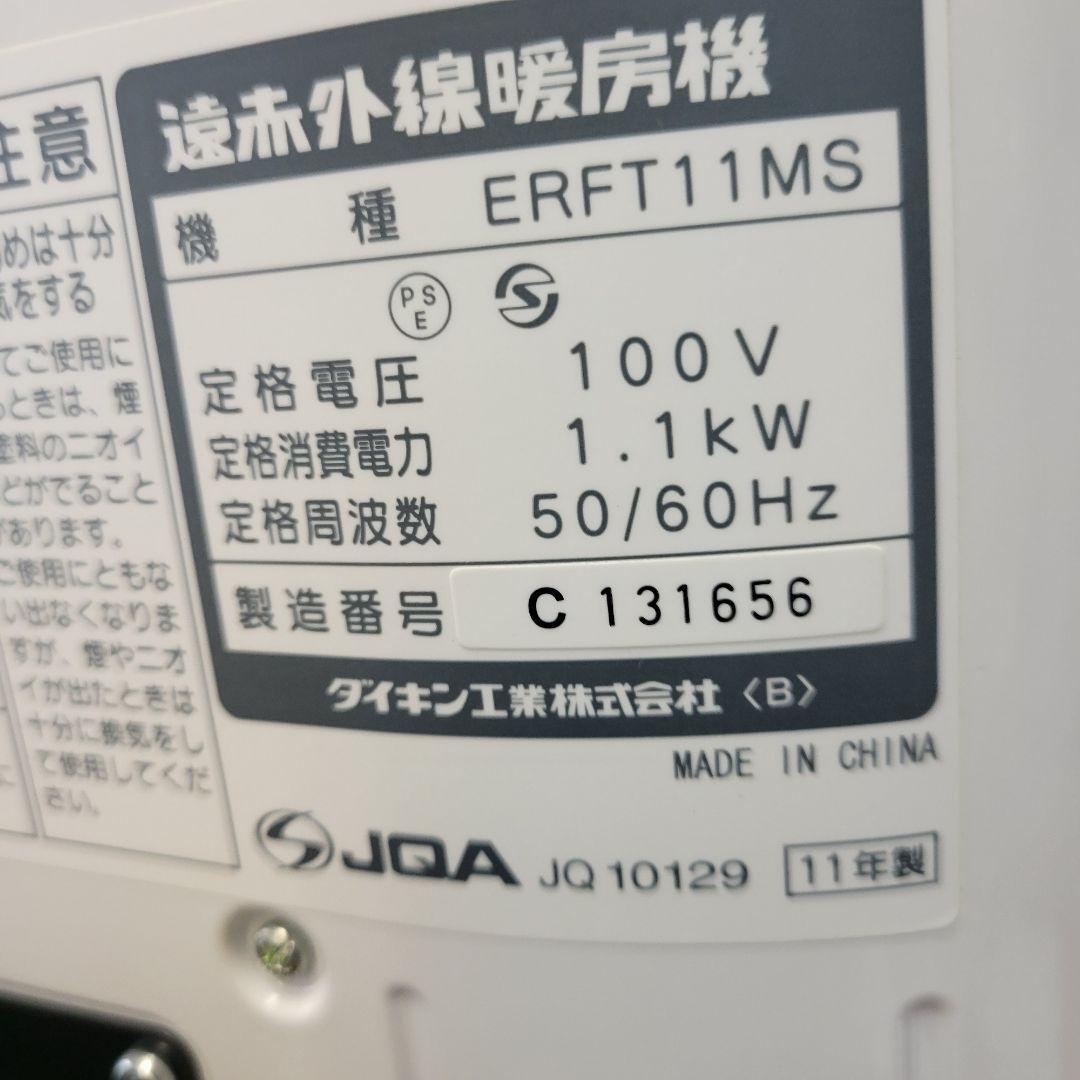 遠赤外線暖房機
機種 ERFT11MS
PSE
定格電圧 100V
定格消費電力 1.1kW
定格周波数 50/60Hz
製造番号 C 131656
ダイキン工業株式会社〈B〉
MADE IN CHINA
JQA JQ10129 11年製
注意
めは十分
気をする
てご使用に
るときは、煙
塗料のニオイ
どがでること
があります。
ご使用にともな
い出なくなりま
すが、煙やニオ
イが出たときは
十分に換気をし
て使用してくだ
さい。